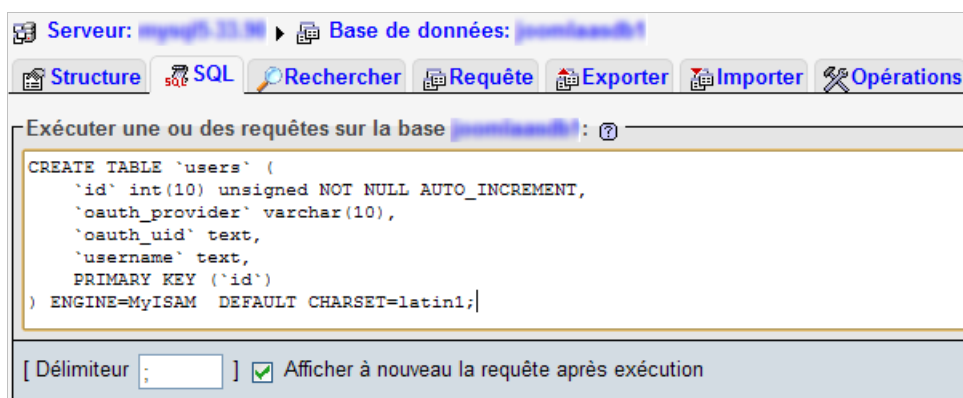 Serveur: ▸ Base de données:
Structure SQL Rechercher Requête Exporter Importer Opérations
Exécuter une ou des requêtes sur la base :
CREATE TABLE `users` (
`id` int(10) unsigned NOT NULL AUTO_INCREMENT,
`oauth_provider` varchar(10),
`oauth_uid` text,
`username` text,
PRIMARY KEY (`id`)
) ENGINE=MyISAM DEFAULT CHARSET=latin1;
[ Délimiteur ; ] Afficher à nouveau la requête après exécution